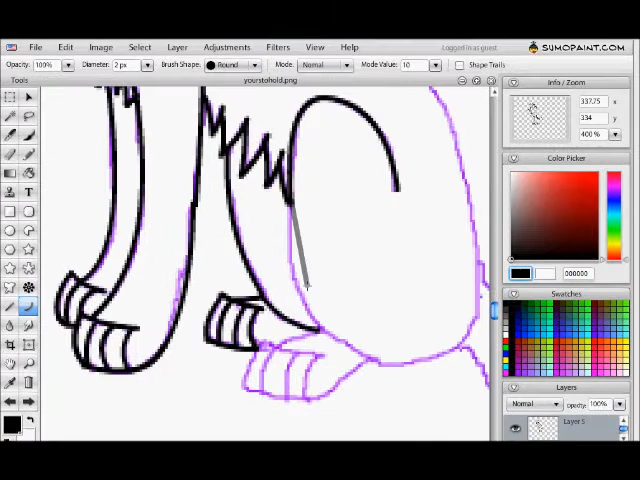 File Edit Image Select Layer Adjustments Filters View Help Logged in as guest SUMOPAINT.COM
Opacity: 100% Diameter: 2 px Brush Shape: Round Mode: Normal Mode Value: 10 Shape Trails
Tools yourstohold.png Info / Zoom
337.75 x
334 y
400 %
Color Picker
000000
Swatches
Layers
Normal Opacity: 100%
Layer 5
T